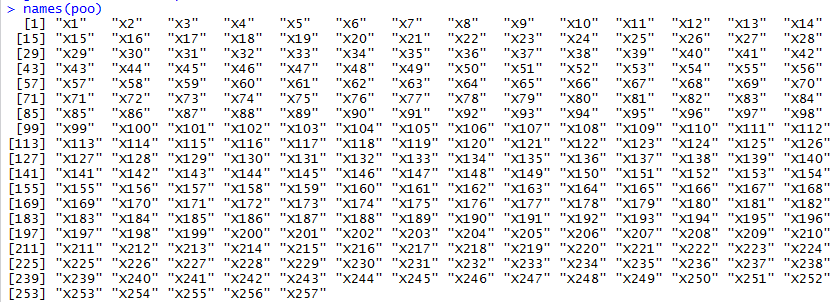 > names(poo)
[1] "x1" "x2" "x3" "x4" "x5" "x6" "x7" "x8" "x9" "x10" "x11" "x12" "x13" "x14"
[15] "x15" "x16" "x17" "x18" "x19" "x20" "x21" "x22" "x23" "x24" "x25" "x26" "x27" "x28"
[29] "x29" "x30" "x31" "x32" "x33" "x34" "x35" "x36" "x37" "x38" "x39" "x40" "x41" "x42"
[43] "x43" "x44" "x45" "x46" "x47" "x48" "x49" "x50" "x51" "x52" "x53" "x54" "x55" "x56"
[57] "x57" "x58" "x59" "x60" "x61" "x62" "x63" "x64" "x65" "x66" "x67" "x68" "x69" "x70"
[71] "x71" "x72" "x73" "x74" "x75" "x76" "x77" "x78" "x79" "x80" "x81" "x82" "x83" "x84"
[85] "x85" "x86" "x87" "x88" "x89" "x90" "x91" "x92" "x93" "x94" "x95" "x96" "x97" "x98"
[99] "x99" "x100" "x101" "x102" "x103" "x104" "x105" "x106" "x107" "x108" "x109" "x110" "x111" "x112"
[113] "x113" "x114" "x115" "x116" "x117" "x118" "x119" "x120" "x121" "x122" "x123" "x124" "x125" "x126"
[127] "x127" "x128" "x129" "x130" "x131" "x132" "x133" "x134" "x135" "x136" "x137" "x138" "x139" "x140"
[141] "x141" "x142" "x143" "x144" "x145" "x146" "x147" "x148" "x149" "x150" "x151" "x152" "x153" "x154"
[155] "x155" "x156" "x157" "x158" "x159" "x160" "x161" "x162" "x163" "x164" "x165" "x166" "x167" "x168"
[169] "x169" "x170" "x171" "x172" "x173" "x174" "x175" "x176" "x177" "x178" "x179" "x180" "x181" "x182"
[183] "x183" "x184" "x185" "x186" "x187" "x188" "x189" "x190" "x191" "x192" "x193" "x194" "x195" "x196"
[197] "x197" "x198" "x199" "x200" "x201" "x202" "x203" "x204" "x205" "x206" "x207" "x208" "x209" "x210"
[211] "x211" "x212" "x213" "x214" "x215" "x216" "x217" "x218" "x219" "x220" "x221" "x222" "x223" "x224"
[225] "x225" "x226" "x227" "x228" "x229" "x230" "x231" "x232" "x233" "x234" "x235" "x236" "x237" "x238"
[239] "x239" "x240" "x241" "x242" "x243" "x244" "x245" "x246" "x247" "x248" "x249" "x250" "x251" "x252"
[253] "x253" "x254" "x255" "x256" "x257"